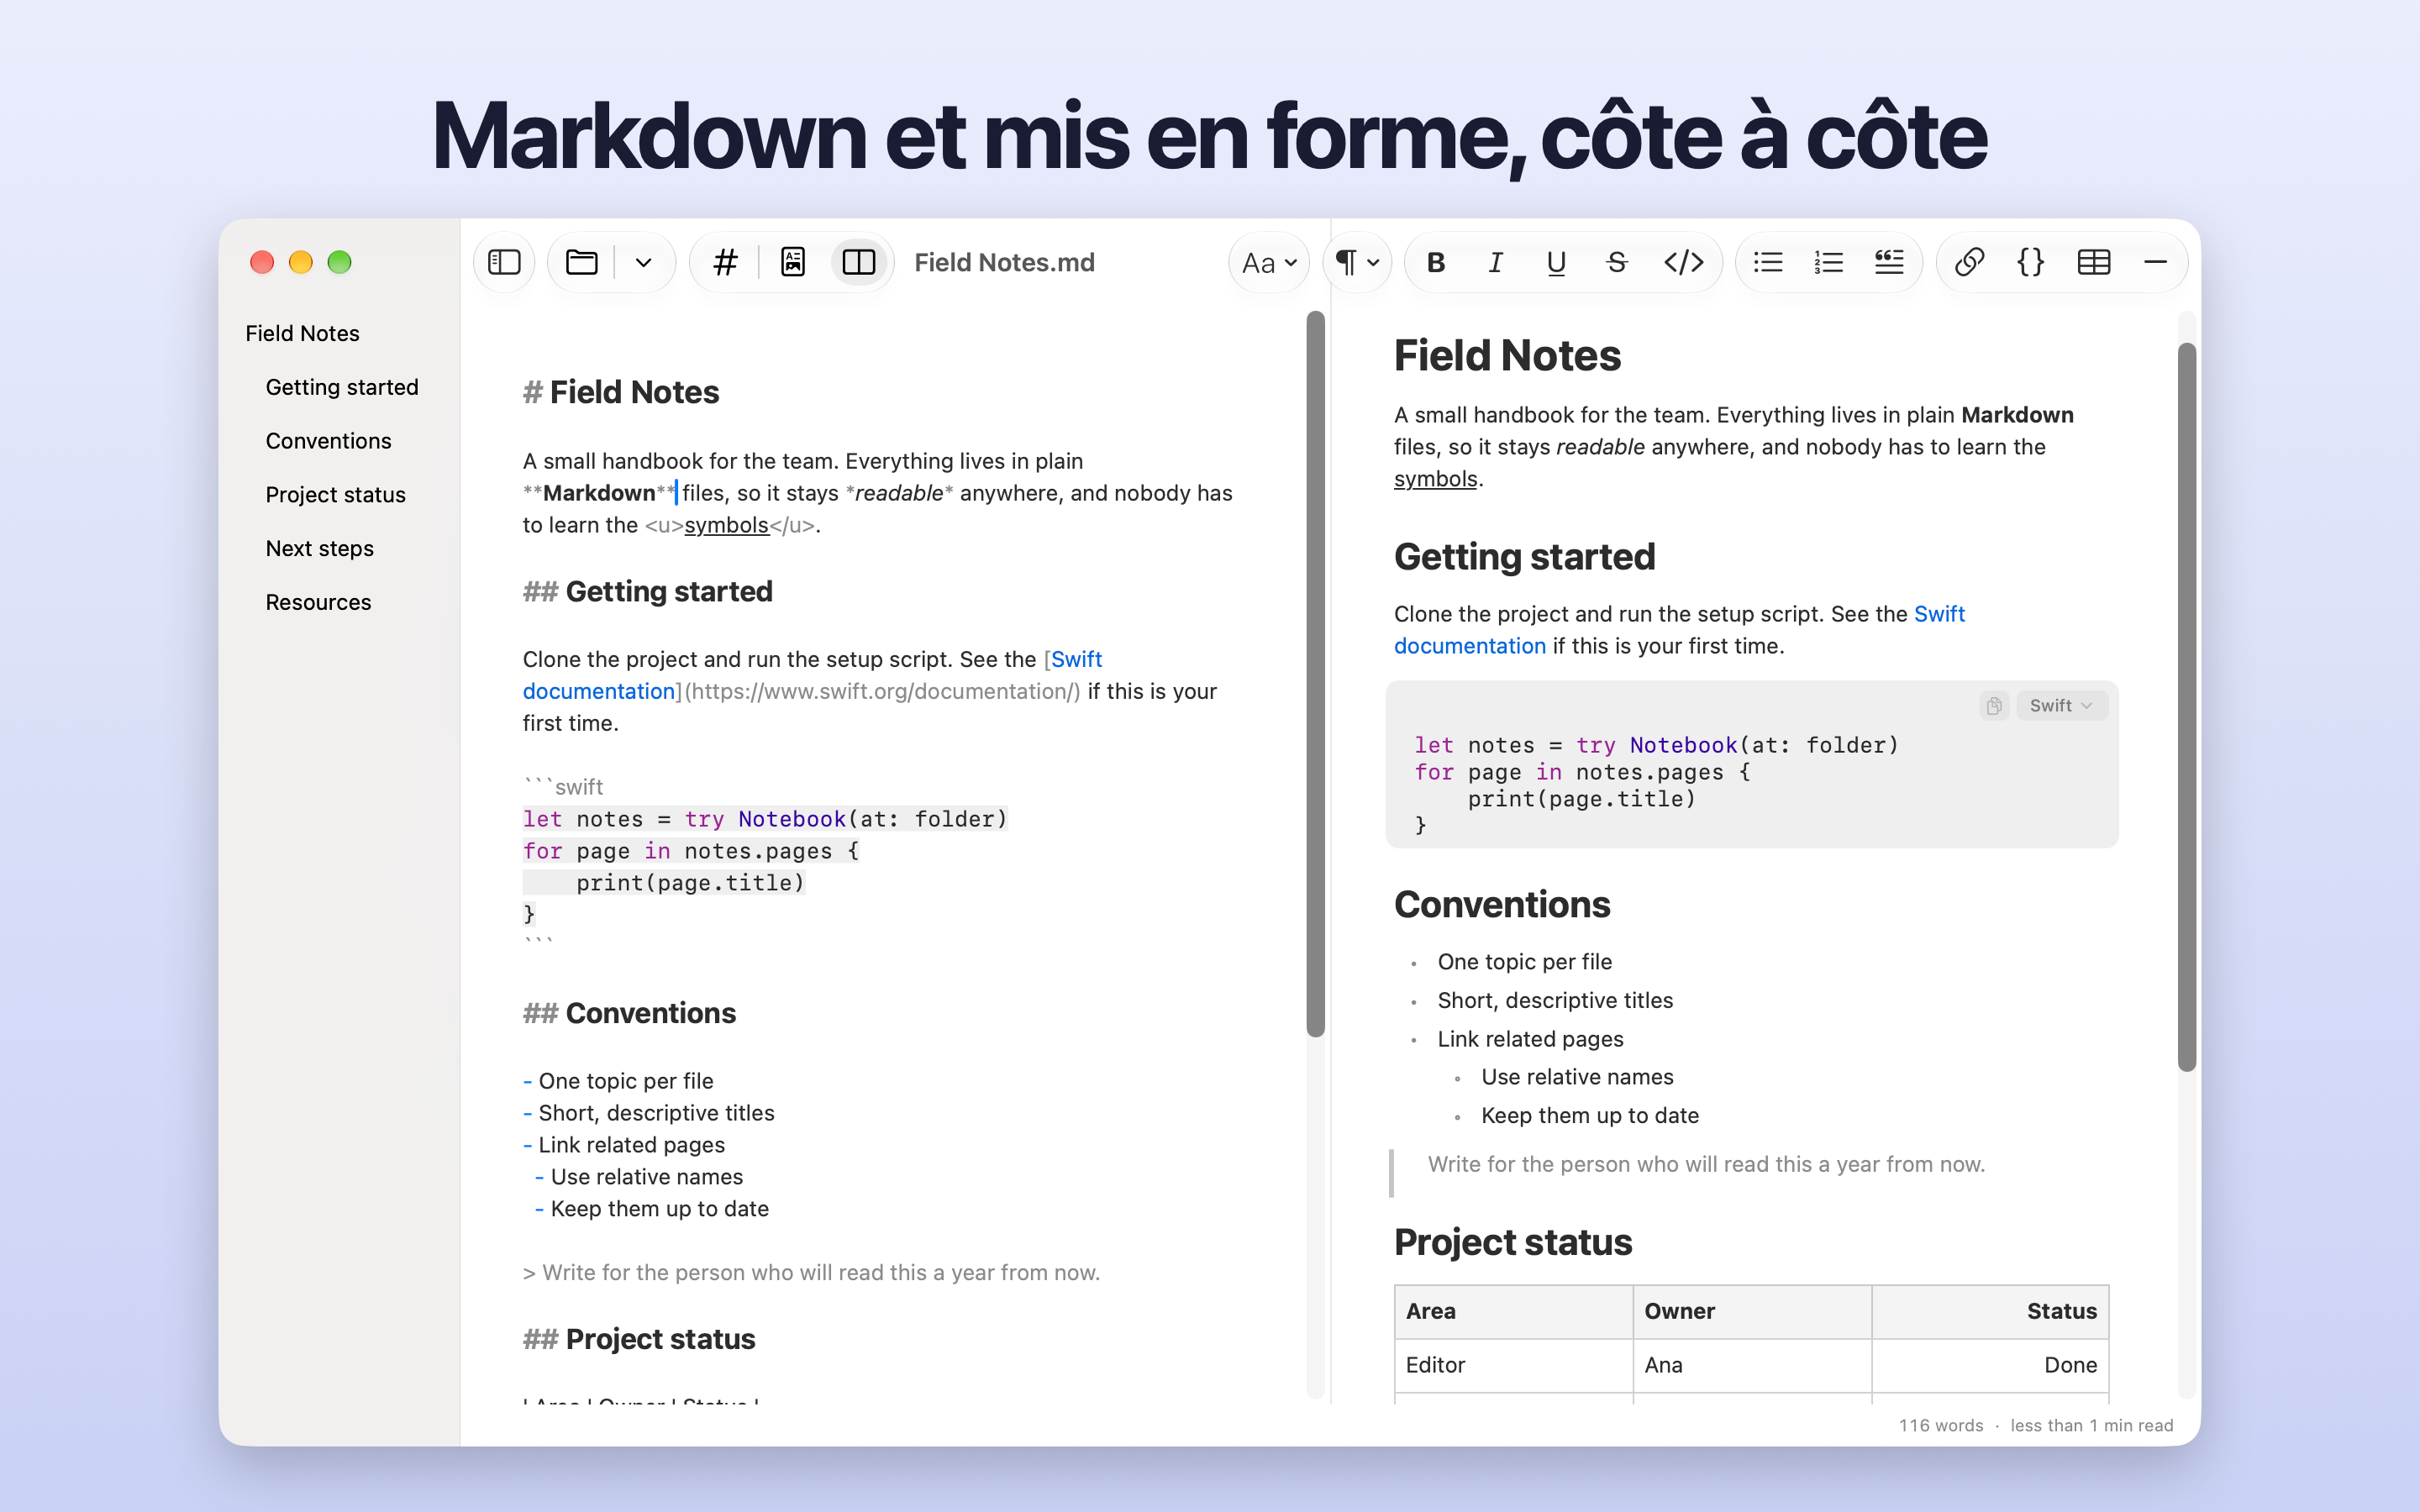 Markdown et mis en forme, côte à côte
Field Notes.md
Aa
¶
B I U S </>
{}
Field Notes
Getting started
Conventions
Project status
Next steps
Resources
# Field Notes
A small handbook for the team. Everything lives in plain
**Markdown** files, so it stays *readable* anywhere, and nobody has
to learn the <u>symbols</u>.
## Getting started
Clone the project and run the setup script. See the [Swift
documentation](https://www.swift.org/documentation/) if this is your
first time.
```swift
let notes = try Notebook(at: folder)
for page in notes.pages {
    print(page.title)
}
```
## Conventions
- One topic per file
- Short, descriptive titles
- Link related pages
  - Use relative names
  - Keep them up to date
> Write for the person who will read this a year from now.
## Project status
| Area | Owner | Status |
Field Notes
A small handbook for the team. Everything lives in plain Markdown
files, so it stays readable anywhere, and nobody has to learn the
symbols.
Getting started
Clone the project and run the setup script. See the Swift
documentation if this is your first time.
Swift
let notes = try Notebook(at: folder)
for page in notes.pages {
    print(page.title)
}
Conventions
• One topic per file
• Short, descriptive titles
• Link related pages
◦ Use relative names
◦ Keep them up to date
Write for the person who will read this a year from now.
Project status
Area Owner Status
Editor Ana Done
116 words · less than 1 min read